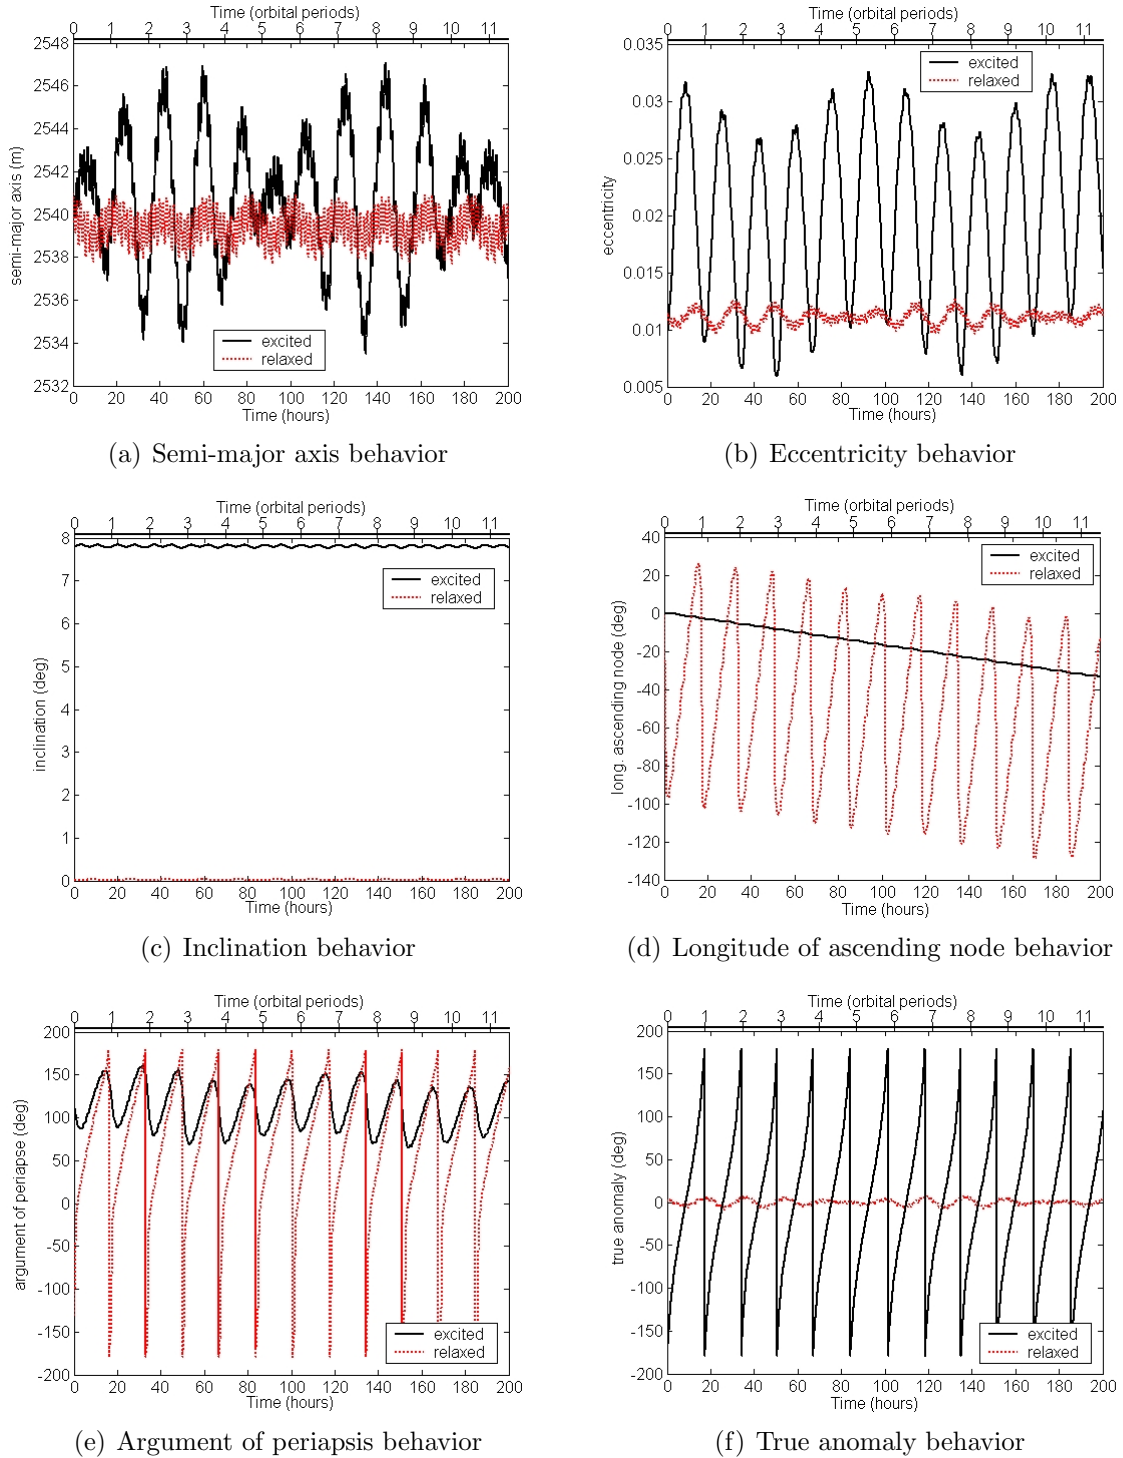 Time (orbital periods)
0 1 2 3 4 5 6 7 8 9 10 11
2548
2546
2544
2542
2540
2538
2536
2534
2532
semi-major axis (m)
excited
relaxed
0 20 40 60 80 100 120 140 160 180 200
Time (hours)
(a) Semi-major axis behavior
Time (orbital periods)
0 1 2 3 4 5 6 7 8 9 10 11
0.035
0.03
0.025
0.02
0.015
0.01
0.005
eccentricity
excited
relaxed
0 20 40 60 80 100 120 140 160 180 200
Time (hours)
(b) Eccentricity behavior
Time (orbital periods)
0 1 2 3 4 5 6 7 8 9 10 11
8
7
6
5
4
3
2
1
0
inclination (deg)
excited
relaxed
0 20 40 60 80 100 120 140 160 180 200
Time (hours)
(c) Inclination behavior
Time (orbital periods)
0 1 2 3 4 5 6 7 8 9 10 11
40
20
0
-20
-40
-60
-80
-100
-120
-140
long. ascending node (deg)
excited
relaxed
0 20 40 60 80 100 120 140 160 180 200
Time (hours)
(d) Longitude of ascending node behavior
Time (orbital periods)
0 1 2 3 4 5 6 7 8 9 10 11
200
150
100
50
0
-50
-100
-150
-200
argument of periapse (deg)
excited
relaxed
0 20 40 60 80 100 120 140 160 180 200
Time (hours)
(e) Argument of periapsis behavior
Time (orbital periods)
0 1 2 3 4 5 6 7 8 9 10 11
200
150
100
50
0
-50
-100
-150
-200
true anomaly (deg)
excited
relaxed
0 20 40 60 80 100 120 140 160 180 200
Time (hours)
(f) True anomaly behavior